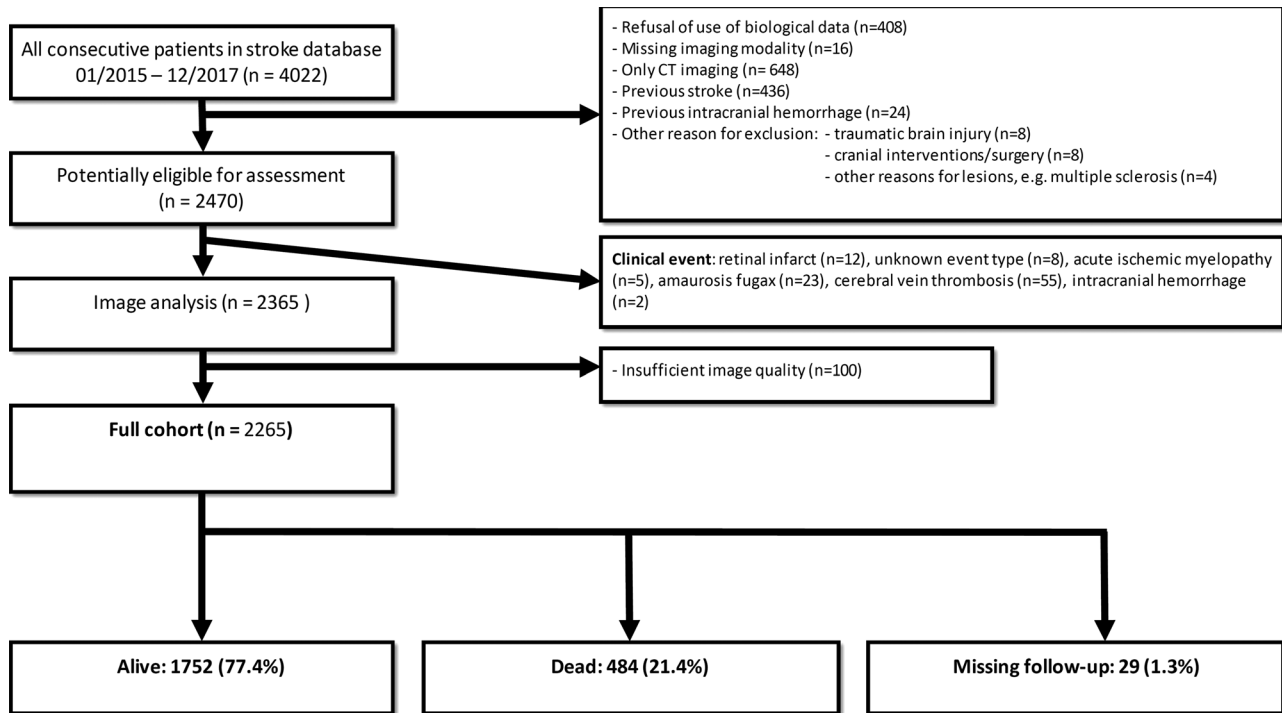 All consecutive patients in stroke database
01/2015 – 12/2017 (n = 4022)
- Refusal of use of biological data (n=408)
- Missing imaging modality (n=16)
- Only CT imaging (n= 648)
- Previous stroke (n=436)
- Previous intracranial hemorrhage (n=24)
- Other reason for exclusion: - traumatic brain injury (n=8)
- cranial interventions/surgery (n=8)
- other reasons for lesions, e.g. multiple sclerosis (n=4)
Potentially eligible for assessment
(n = 2470)
Clinical event: retinal infarct (n=12), unknown event type (n=8), acute ischemic myelopathy
(n=5), amaurosis fugax (n=23), cerebral vein thrombosis (n=55), intracranial hemorrhage
(n=2)
Image analysis (n = 2365 )
- Insufficient image quality (n=100)
Full cohort (n = 2265)
Alive: 1752 (77.4%)
Dead: 484 (21.4%)
Missing follow-up: 29 (1.3%)